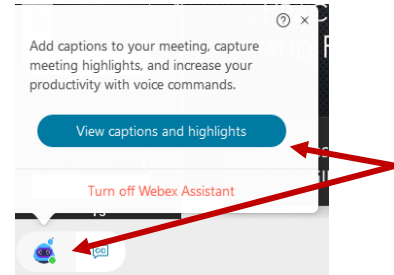 Add captions to your meeting, capture
meeting highlights, and increase your
productivity with voice commands.
View captions and highlights
Turn off Webex Assistant
CC